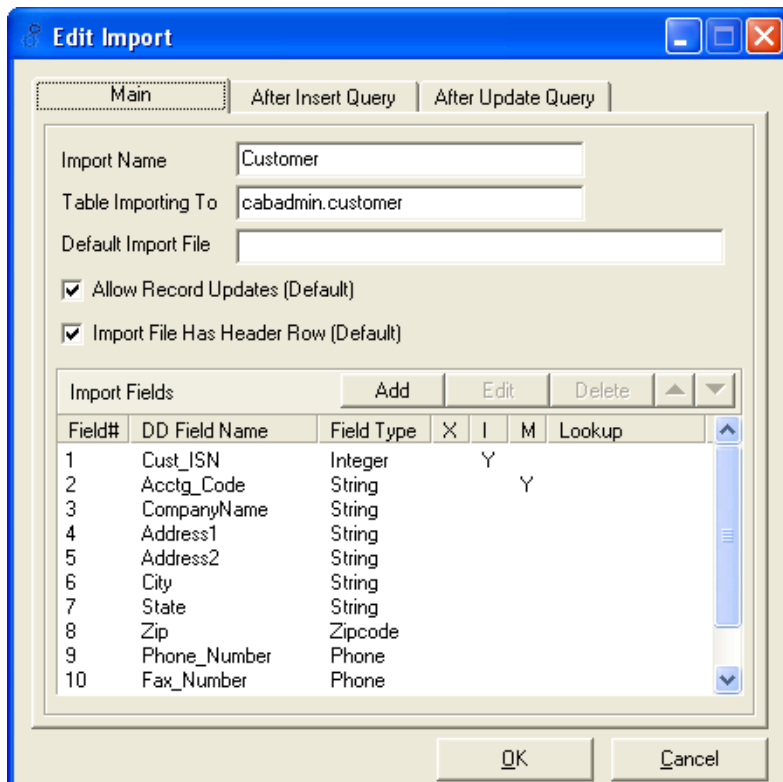 Edit Import
Main After Insert Query After Update Query
Import Name Customer
Table Importing To cabadmin.customer
Default Import File
Allow Record Updates (Default)
Import File Has Header Row (Default)
Import Fields Add Edit Delete
Field# DD Field Name Field Type X I M Lookup
1 Cust_ISN Integer Y
2 Acctg_Code String Y
3 CompanyName String
4 Address1 String
5 Address2 String
6 City String
7 State String
8 Zip Zipcode
9 Phone_Number Phone
10 Fax_Number Phone
OK Cancel